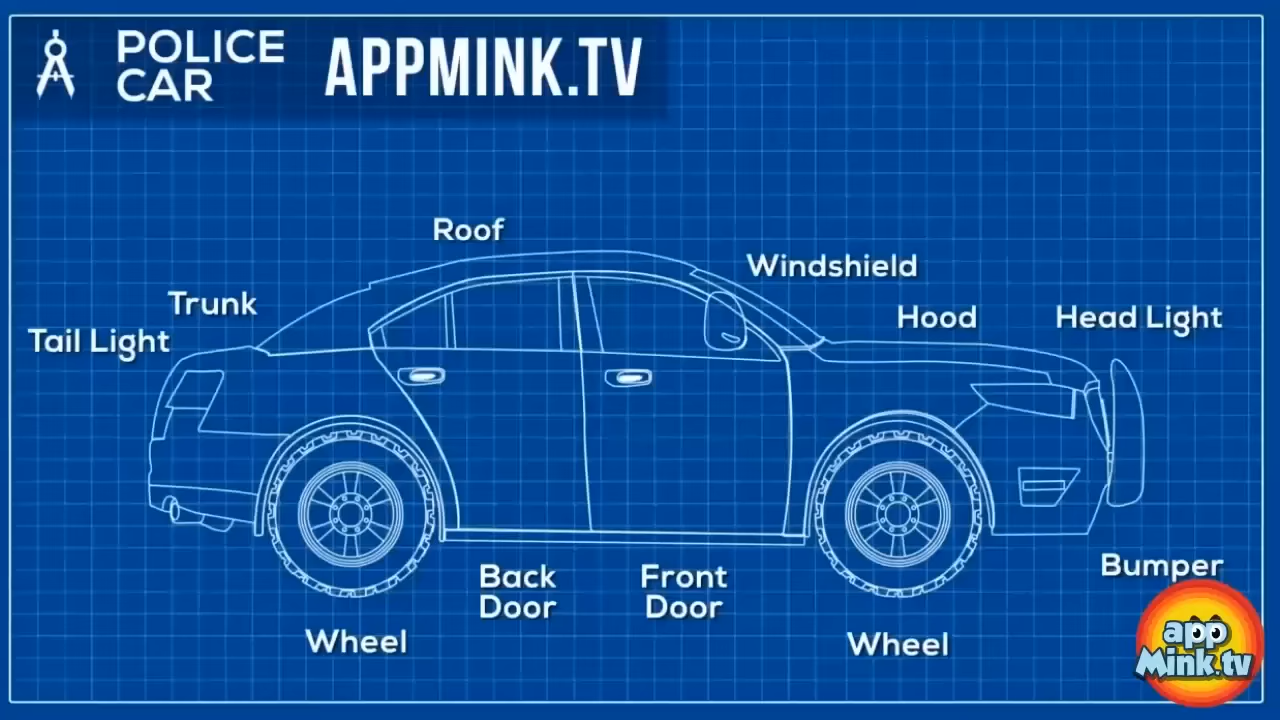 POLICE
CAR
APPMINK.TV
Roof
Windshield
Trunk
Hood
Head Light
Tail Light
Back
Door
Front
Door
Bumper
Wheel
Wheel
app
Mink.tv